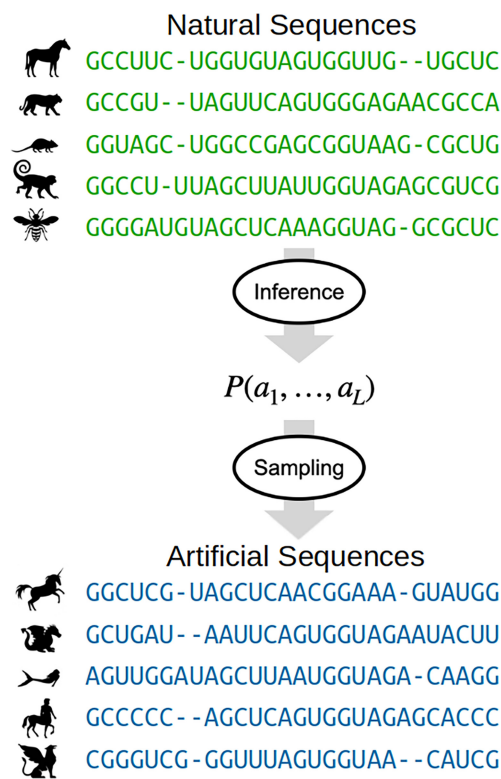 Natural Sequences
GCCUUC-UGGUGUAGUGGUUG--UGCUC
GCCGU--UAGUUCAGUGGGAGAACGCCA
GGUAGC-UGGCCGAGCGGUAAG-CGCUG
GGCCU-UUAGCUUAUUGGUAGAGCGUCG
GGGGAUGUAGCUCAAAGGUAG-GCGCUC
Inference
P(a1,…,aL)
Sampling
Artificial Sequences
GGCUCG-UAGCUCAACGGAAA-GUAUGG
GCUGAU--AAUUCAGUGGUAGAAUACUU
AGUUGGAUAGCUUAAUGGUAGA-CAAGG
GCCCCC--AGCUCAGUGGUAGAGCACCC
CGGGUCG-GGUUUAGUGGUAA--CAUCG